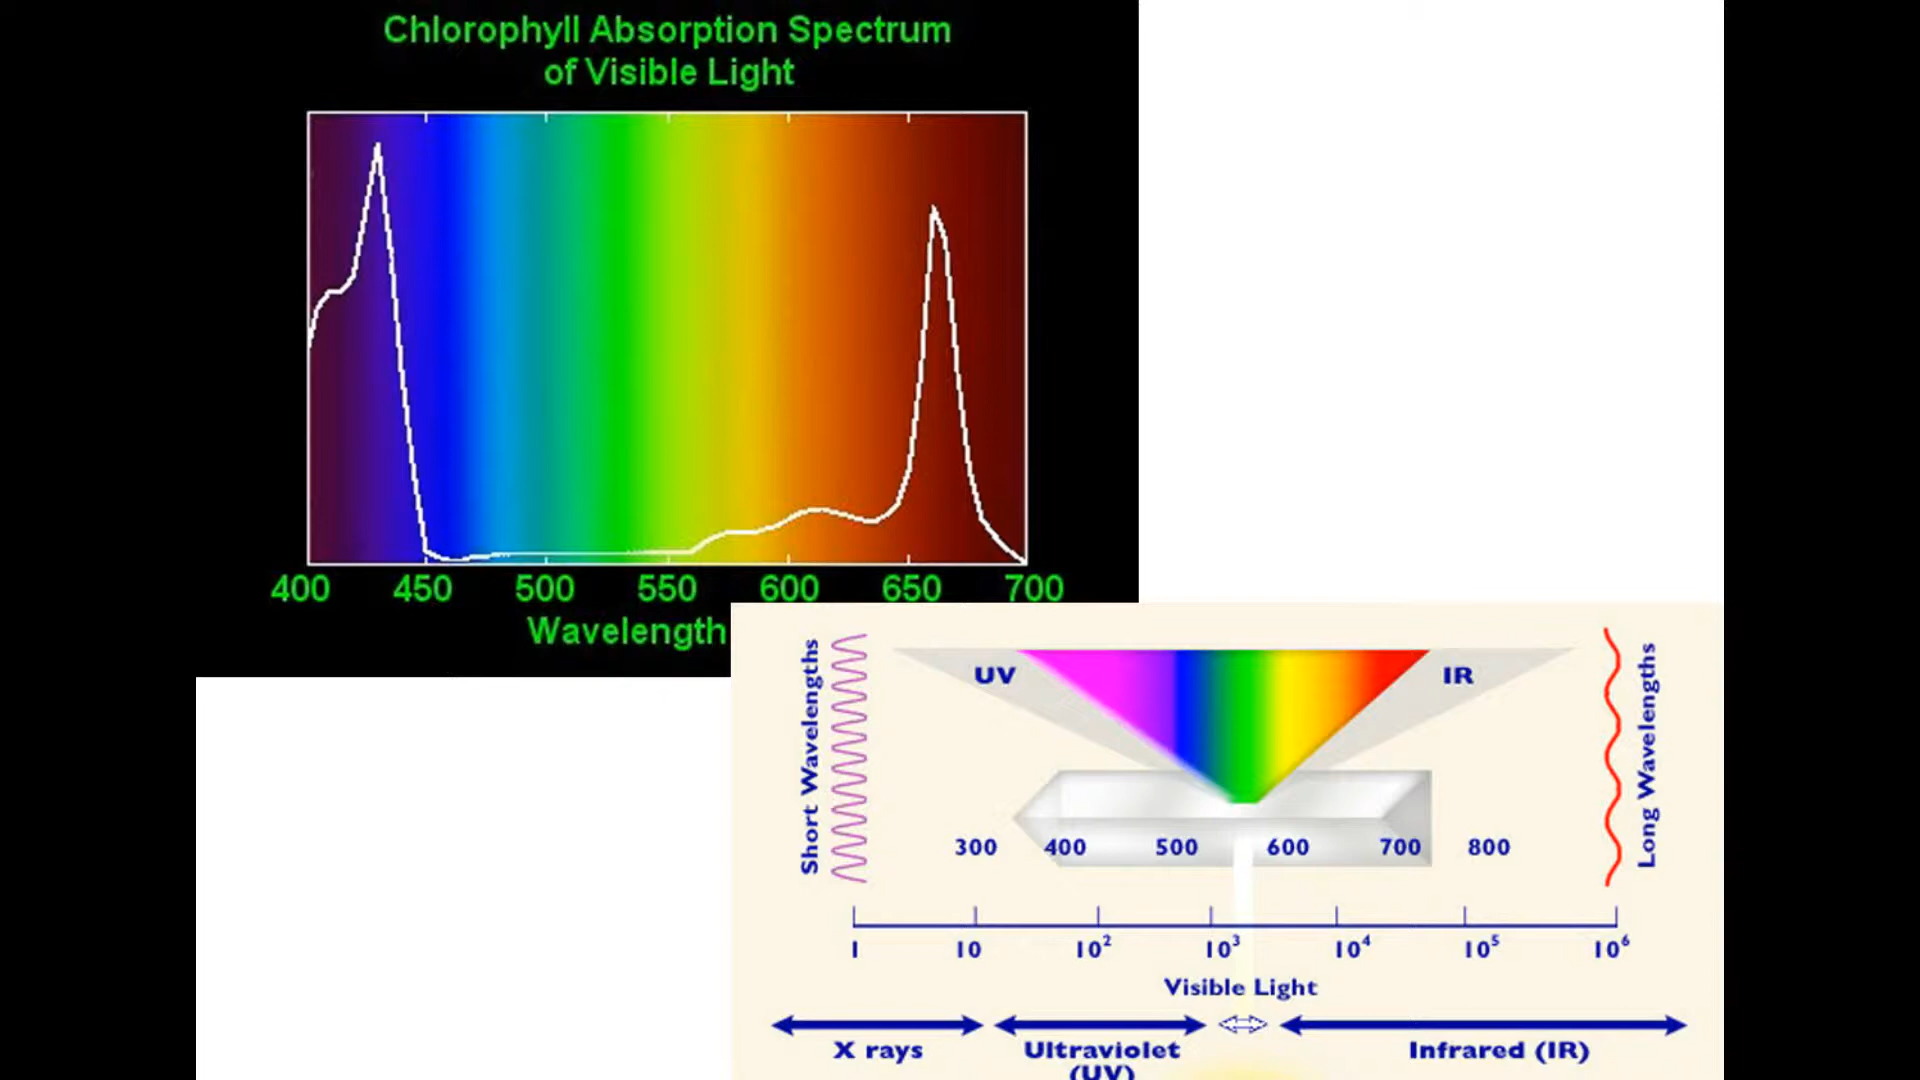 Chlorophyll Absorption Spectrum
of Visible Light
400 450 500 550 600 650 700
Wavelength
Short Wavelengths
UV
IR
Long Wavelengths
300 400 500 600 700 800
1 10 10² 10³ 10⁴ 10⁵ 10⁶
Visible Light
X rays Ultraviolet Infrared (IR)
(UV)